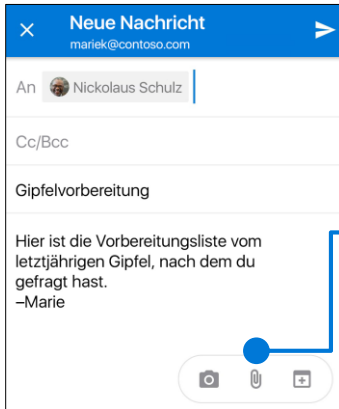 Neue Nachricht
mariek@contoso.com
An Nickolaus Schulz
Cc/Bcc
Gipfelvorbereitung
Hier ist die Vorbereitungsliste vom
letztjährigen Gipfel, nach dem du
gefragt hast.
–Marie